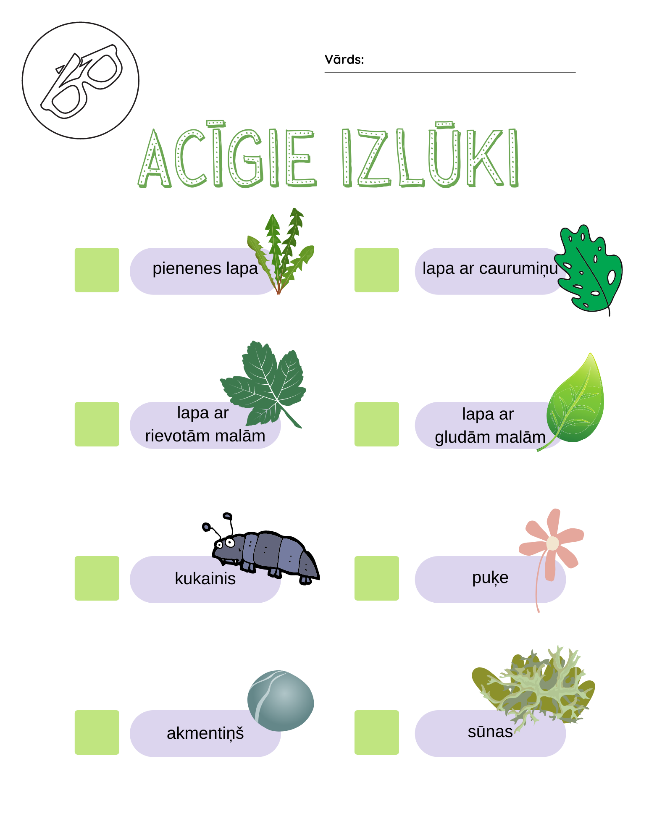 Vārds:
ACĪGIE IZLŪKI
pienenes lapa
lapa ar caurumiņu
lapa ar
rievotām malām
lapa ar
gludām malām
kukainis
puķe
akmentiņš
sūnas